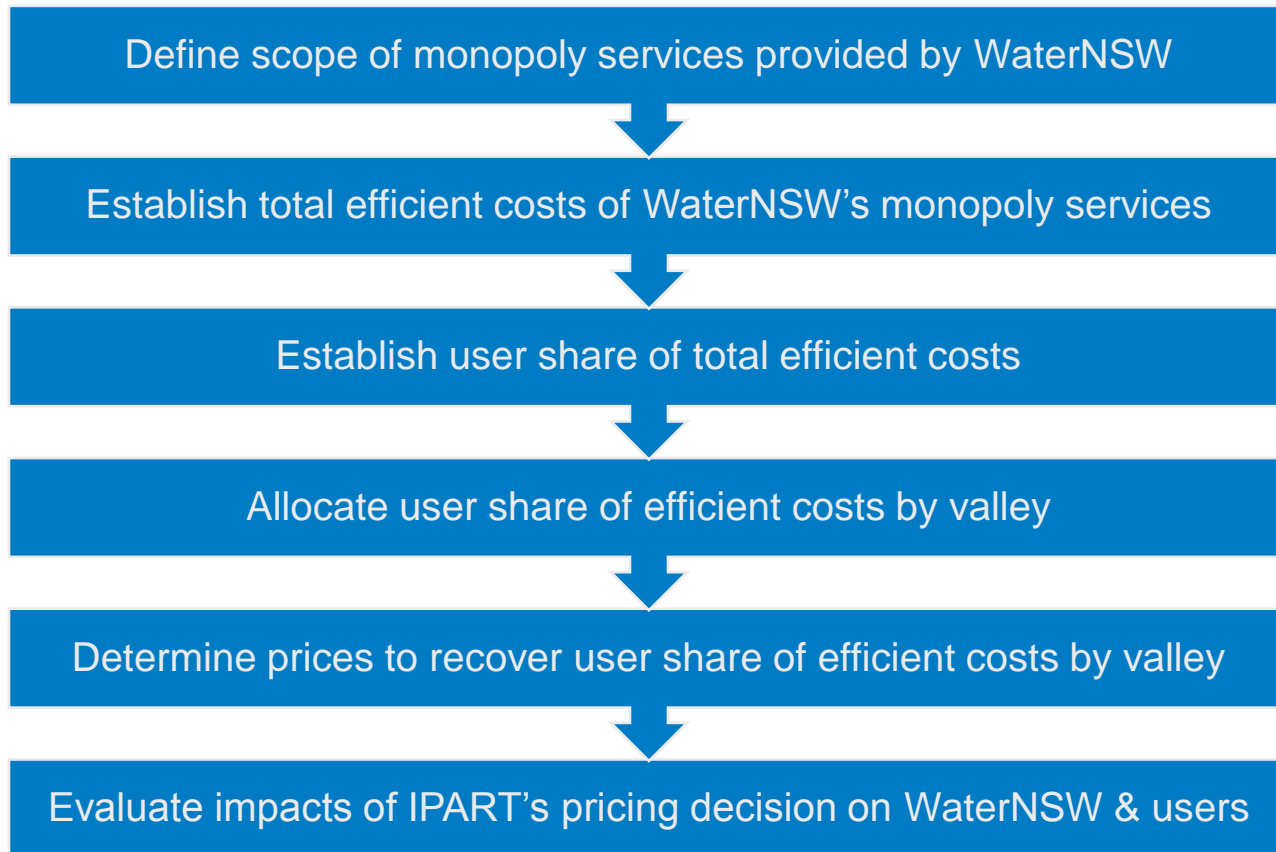 Define scope of monopoly services provided by WaterNSW
Establish total efficient costs of WaterNSW’s monopoly services
Establish user share of total efficient costs
Allocate user share of efficient costs by valley
Determine prices to recover user share of efficient costs by valley
Evaluate impacts of IPART’s pricing decision on WaterNSW & users